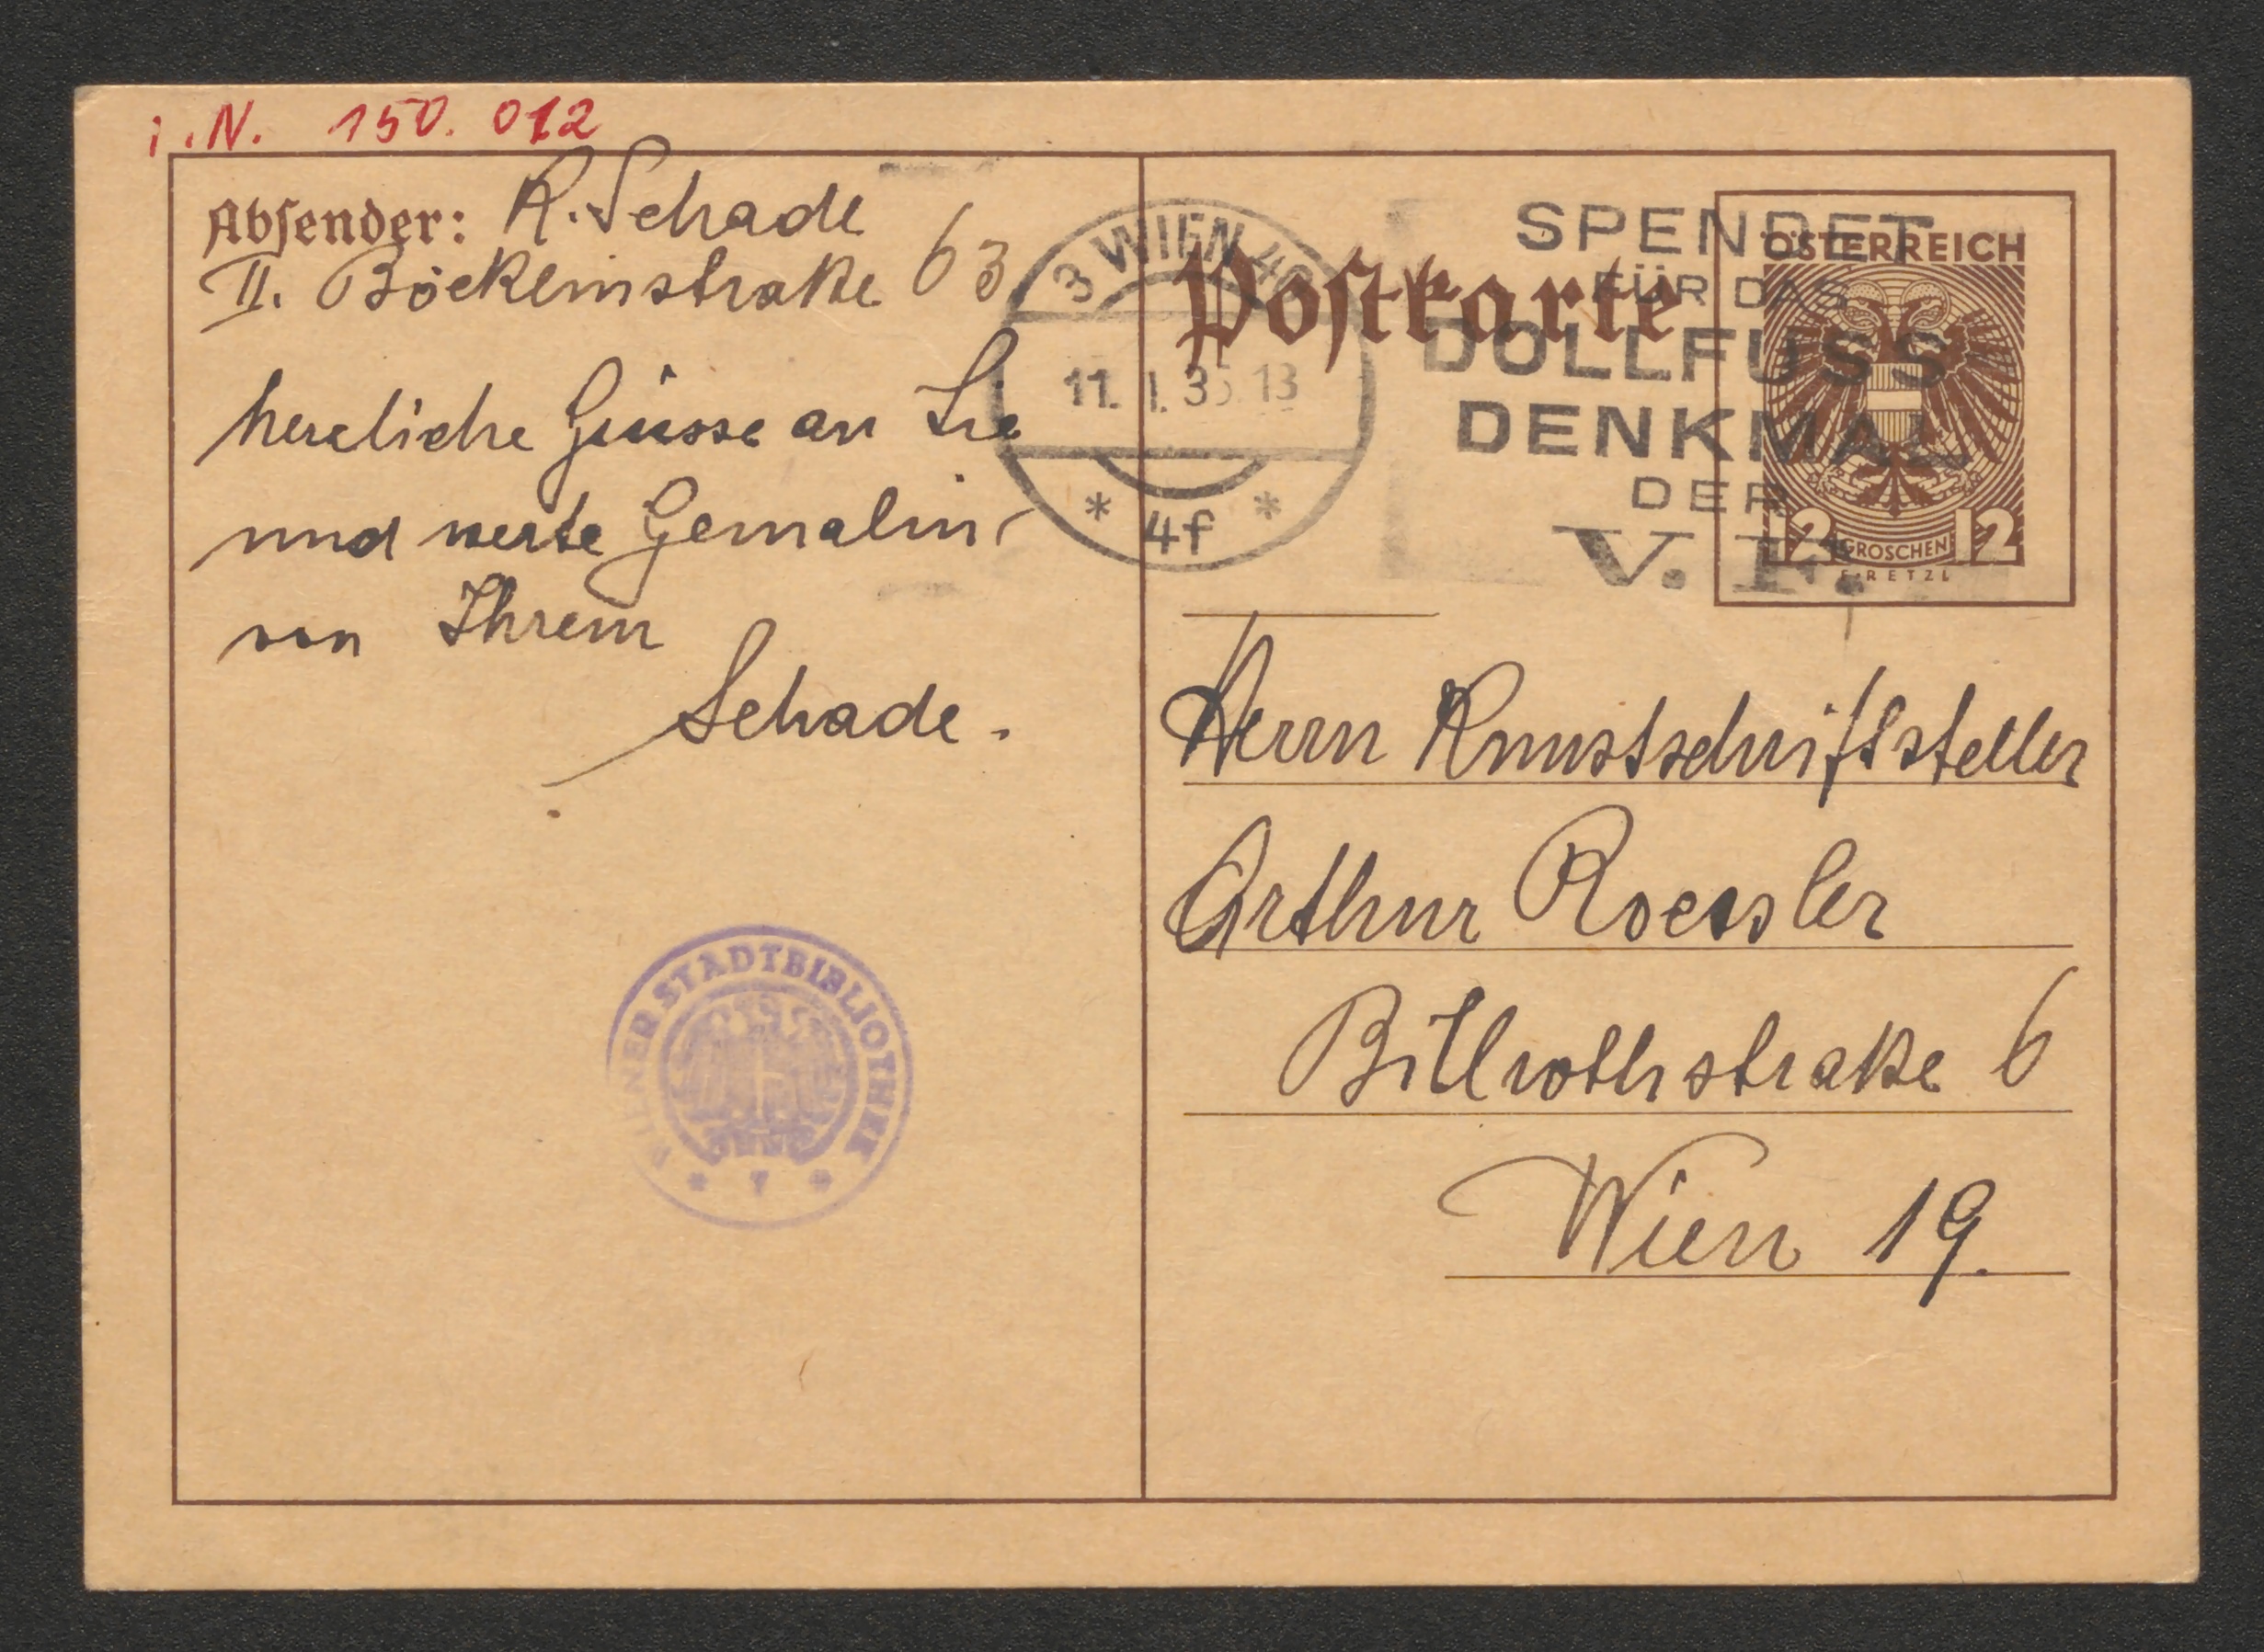 i.N. 150.012
Absender: R. Schade
II. Böcklinstraße 63
herzliche Grüsse an Sie
und werte Gemalin
von Ihrem
Schade.
WIENER STADTBIBLIOTHEK
3 WIEN 40
11. I. 35. 13
* 4f *
Postkarte
SPENDET
FÜR DAS
DOLLFUSS
DENKMAL
DER
V. F.
ÖSTERREICH
12 GROSCHEN 12
Herrn Kunstschriftsteller
Arthur Roessler
Billrothstraße 6
Wien 19.